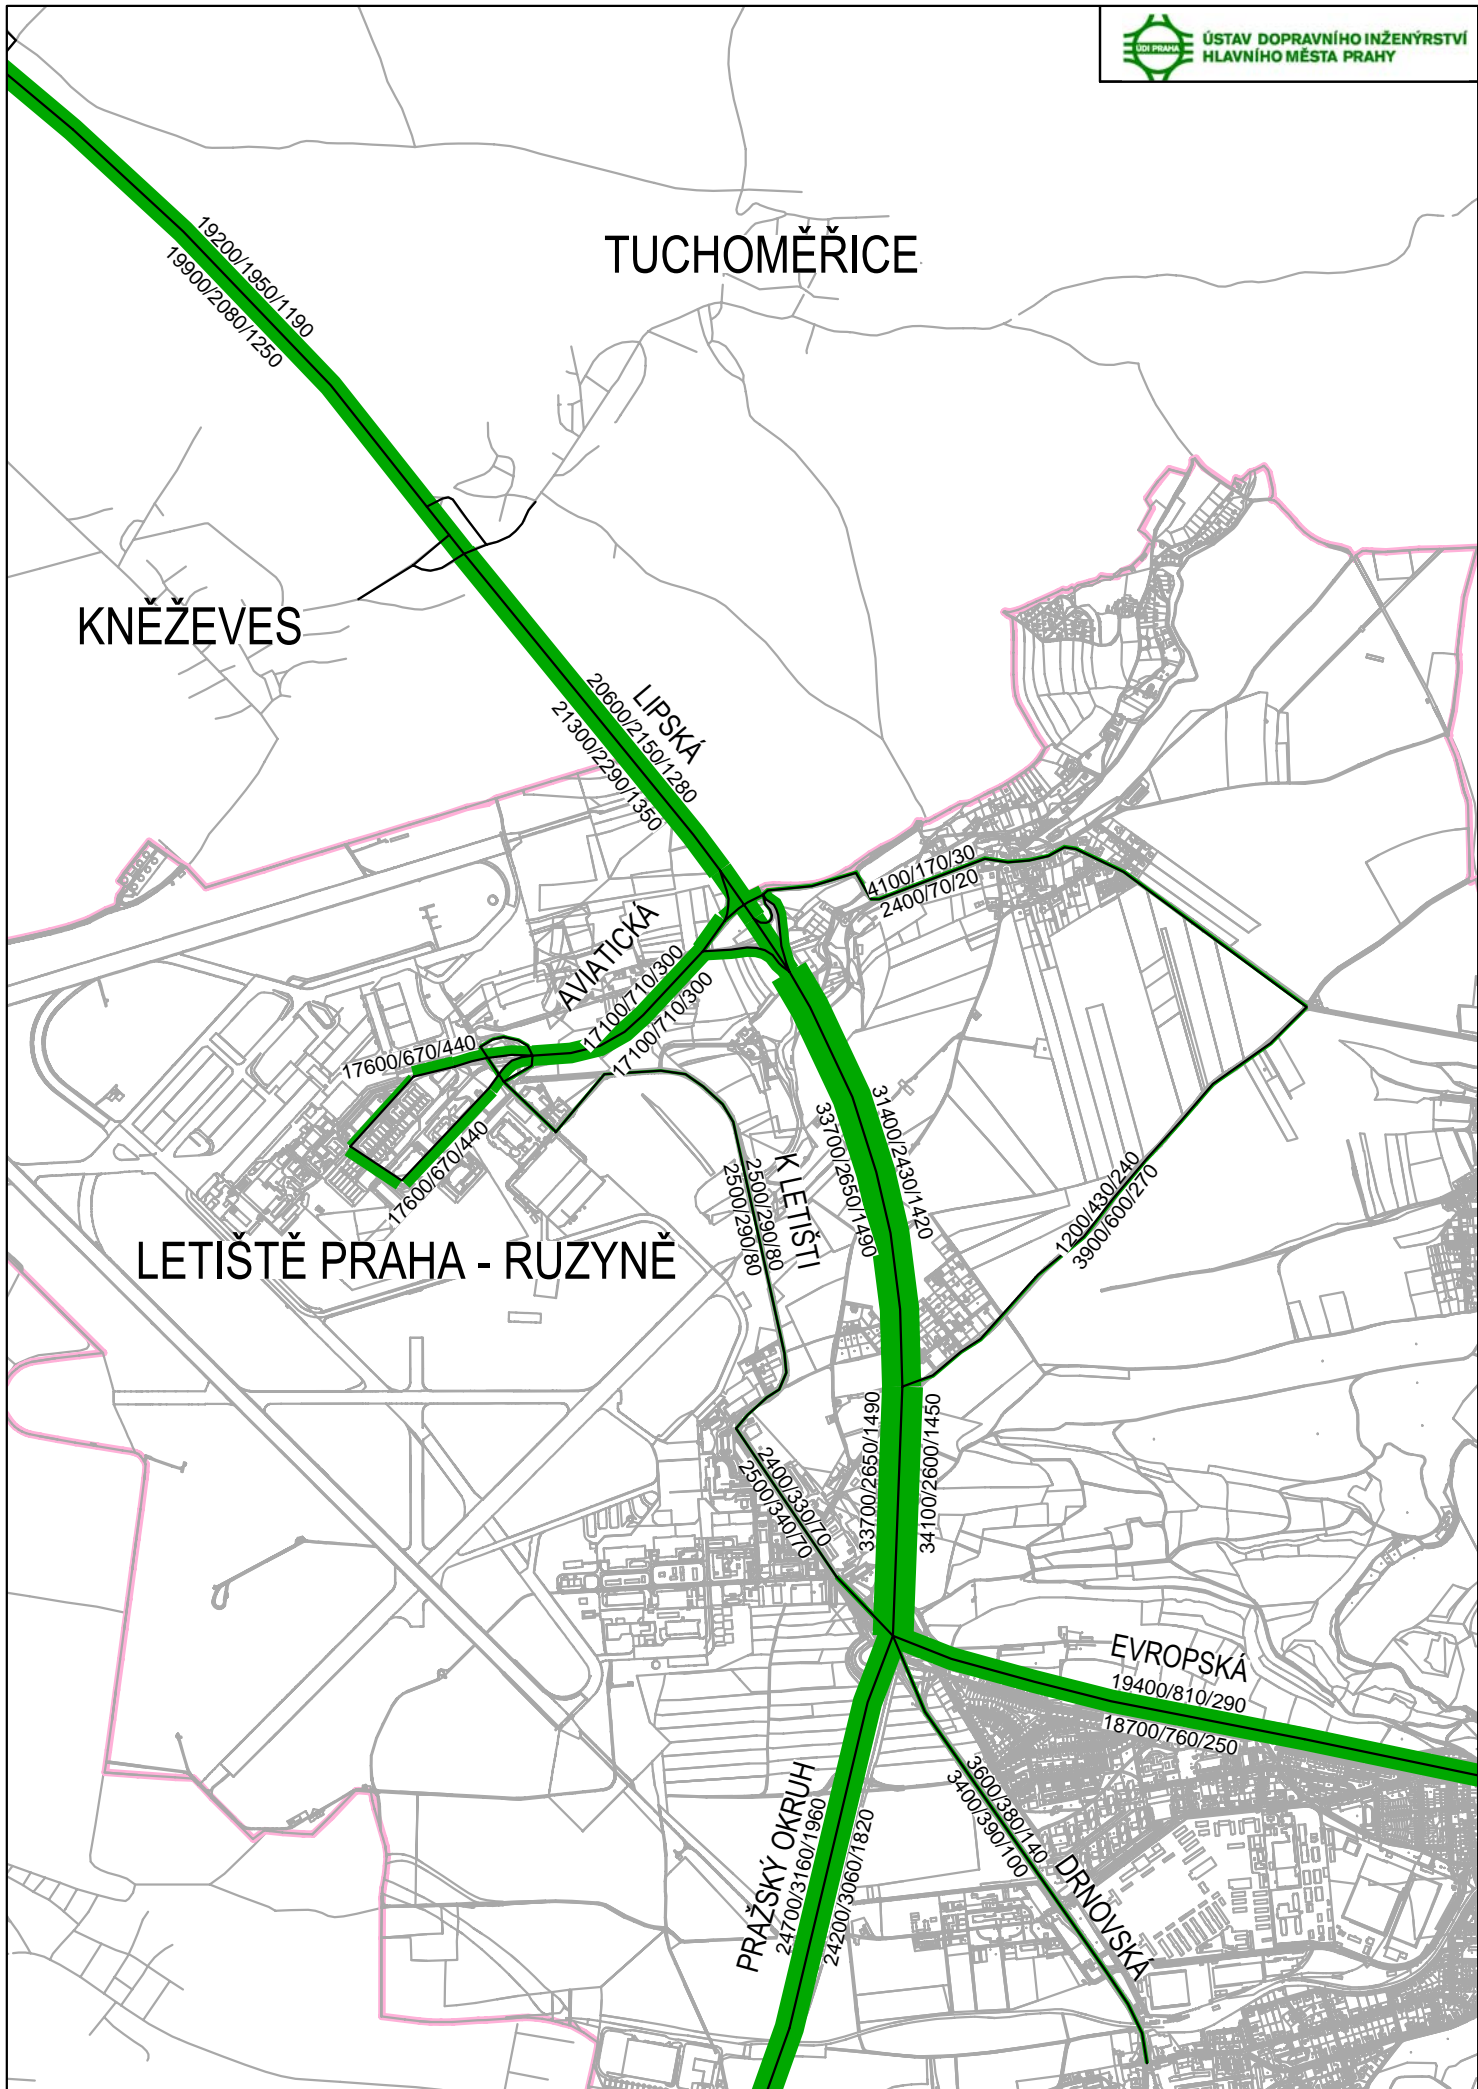 ÚDI PRAHA
ÚSTAV DOPRAVNÍHO INŽENÝRSTVÍ
HLAVNÍHO MĚSTA PRAHY
19200/1950/1190
19900/2080/1250
TUCHOMĚŘICE
KNĚŽEVES
LIPSKÁ
20600/2150/1280
21300/2290/1350
4100/170/30
2400/70/20
AVIATICKÁ
17100/710/300
17100/710/300
17600/670/440
17600/670/440
LETIŠTĚ PRAHA - RUZYNĚ
K LETIŠTI
2500/290/80
2500/290/80
31400/2430/1420
33700/2650/1490
1200/430/240
3900/600/270
33700/2650/1490
34100/2600/1450
2400/330/70
2500/340/70
EVROPSKÁ
19400/810/290
18700/760/250
PRAŽSKÝ OKRUH
24700/3160/1960
24200/3060/1820
3600/380/140
3400/390/100
DRNOVSKÁ